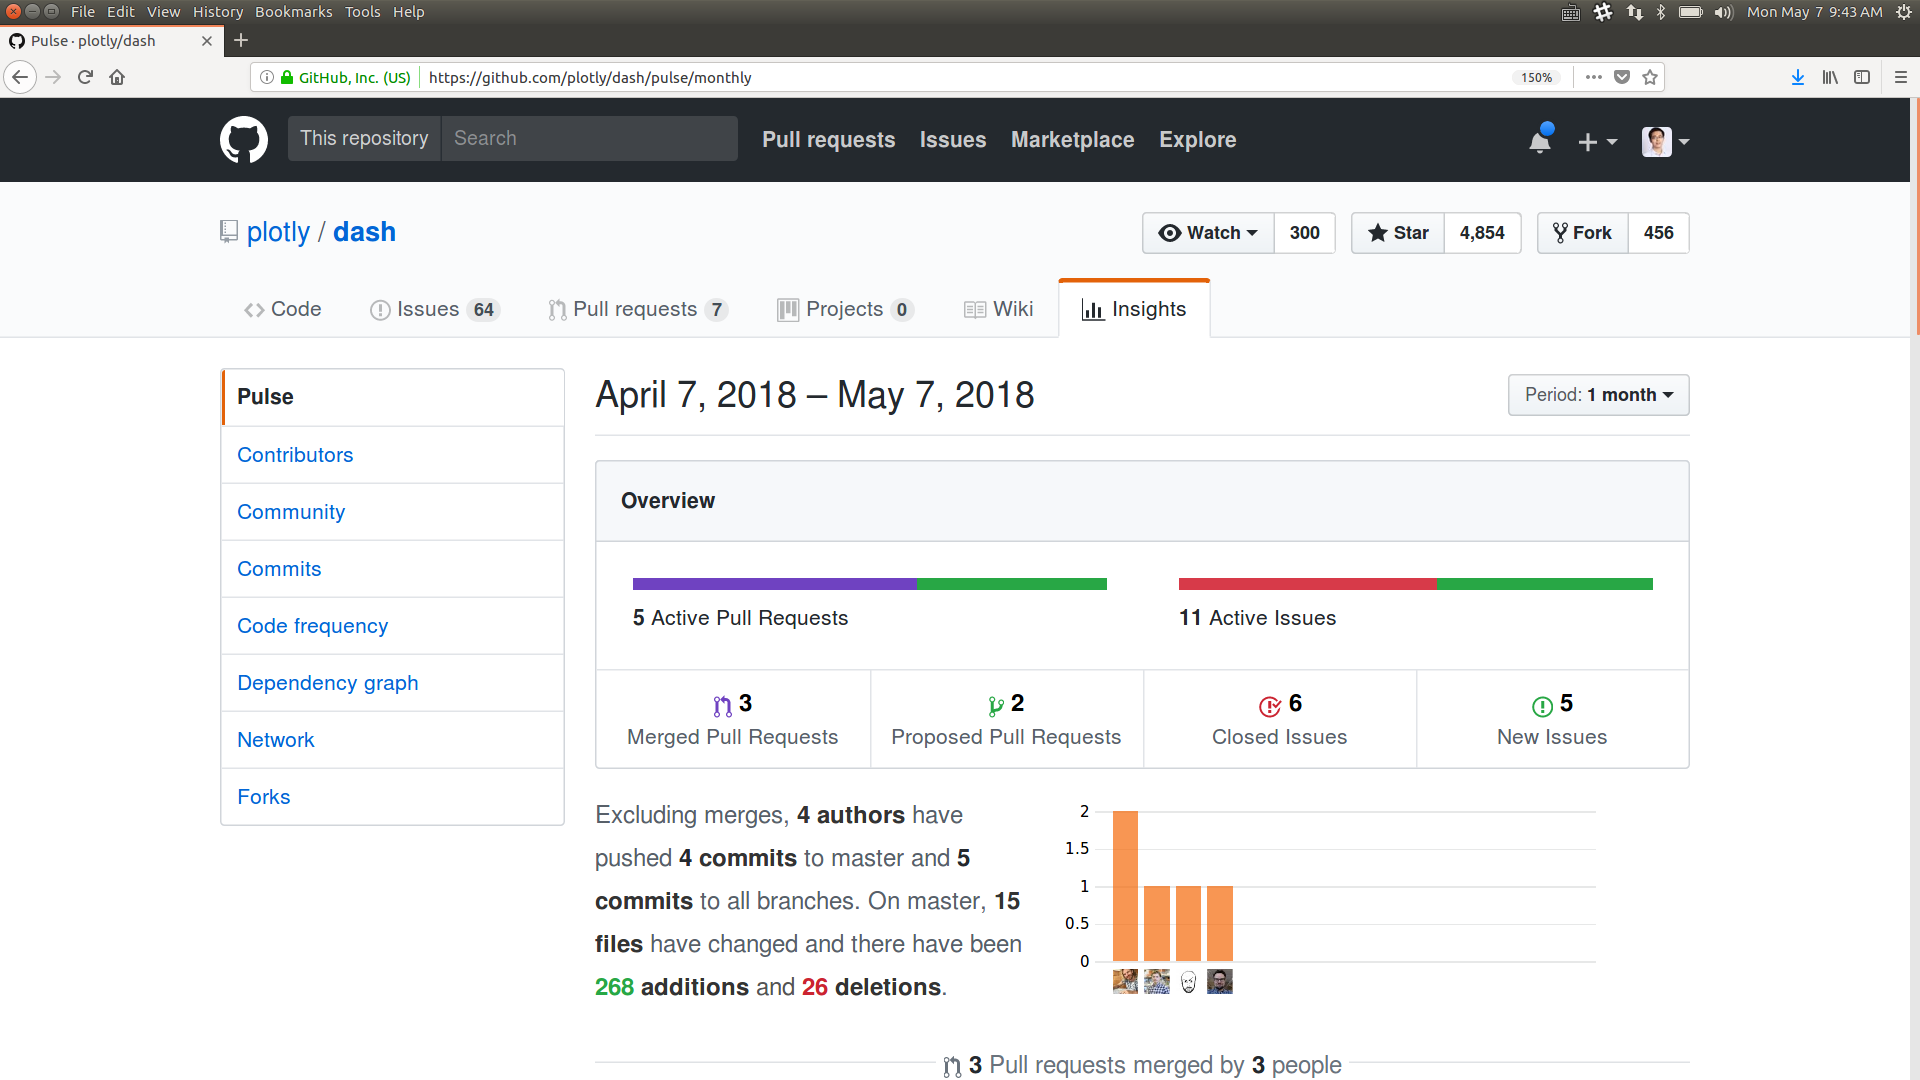 File Edit View History Bookmarks Tools Help
Mon May 7 9:43 AM
Pulse · plotly/dash
GitHub, Inc. (US)
https://github.com/plotly/dash/pulse/monthly
150%
This repository
Search
Pull requests
Issues
Marketplace
Explore
plotly / dash
Watch 300
Star 4,854
Fork 456
Code
Issues 64
Pull requests 7
Projects 0
Wiki
Insights
Pulse
Contributors
Community
Commits
Code frequency
Dependency graph
Network
Forks
April 7, 2018 – May 7, 2018
Period: 1 month
Overview
5 Active Pull Requests
11 Active Issues
3
Merged Pull Requests
2
Proposed Pull Requests
6
Closed Issues
5
New Issues
Excluding merges, 4 authors have
pushed 4 commits to master and 5
commits to all branches. On master, 15
files have changed and there have been
268 additions and 26 deletions.
2
1.5
1
0.5
0
3 Pull requests merged by 3 people